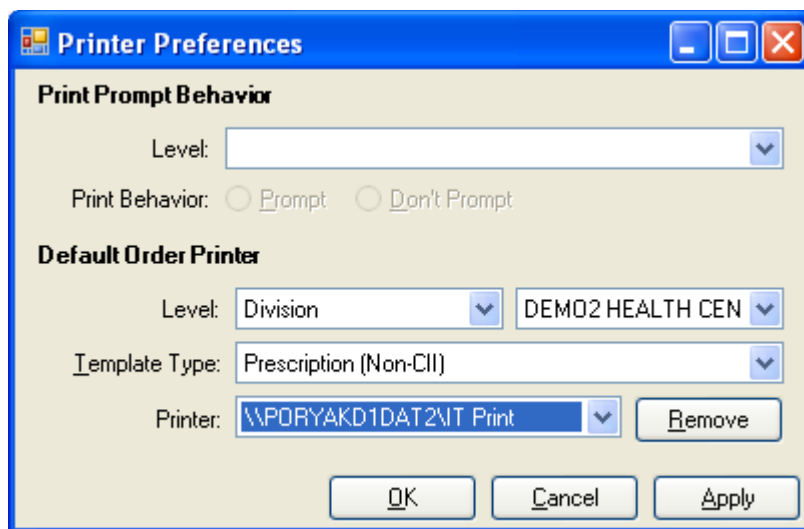 Printer Preferences
Print Prompt Behavior
Level:
Print Behavior: Prompt Don't Prompt
Default Order Printer
Level: Division DEMO2 HEALTH CEN
Template Type: Prescription (Non-CII)
Printer: \\PORYAKD1DAT2\IT Print Remove
OK Cancel Apply